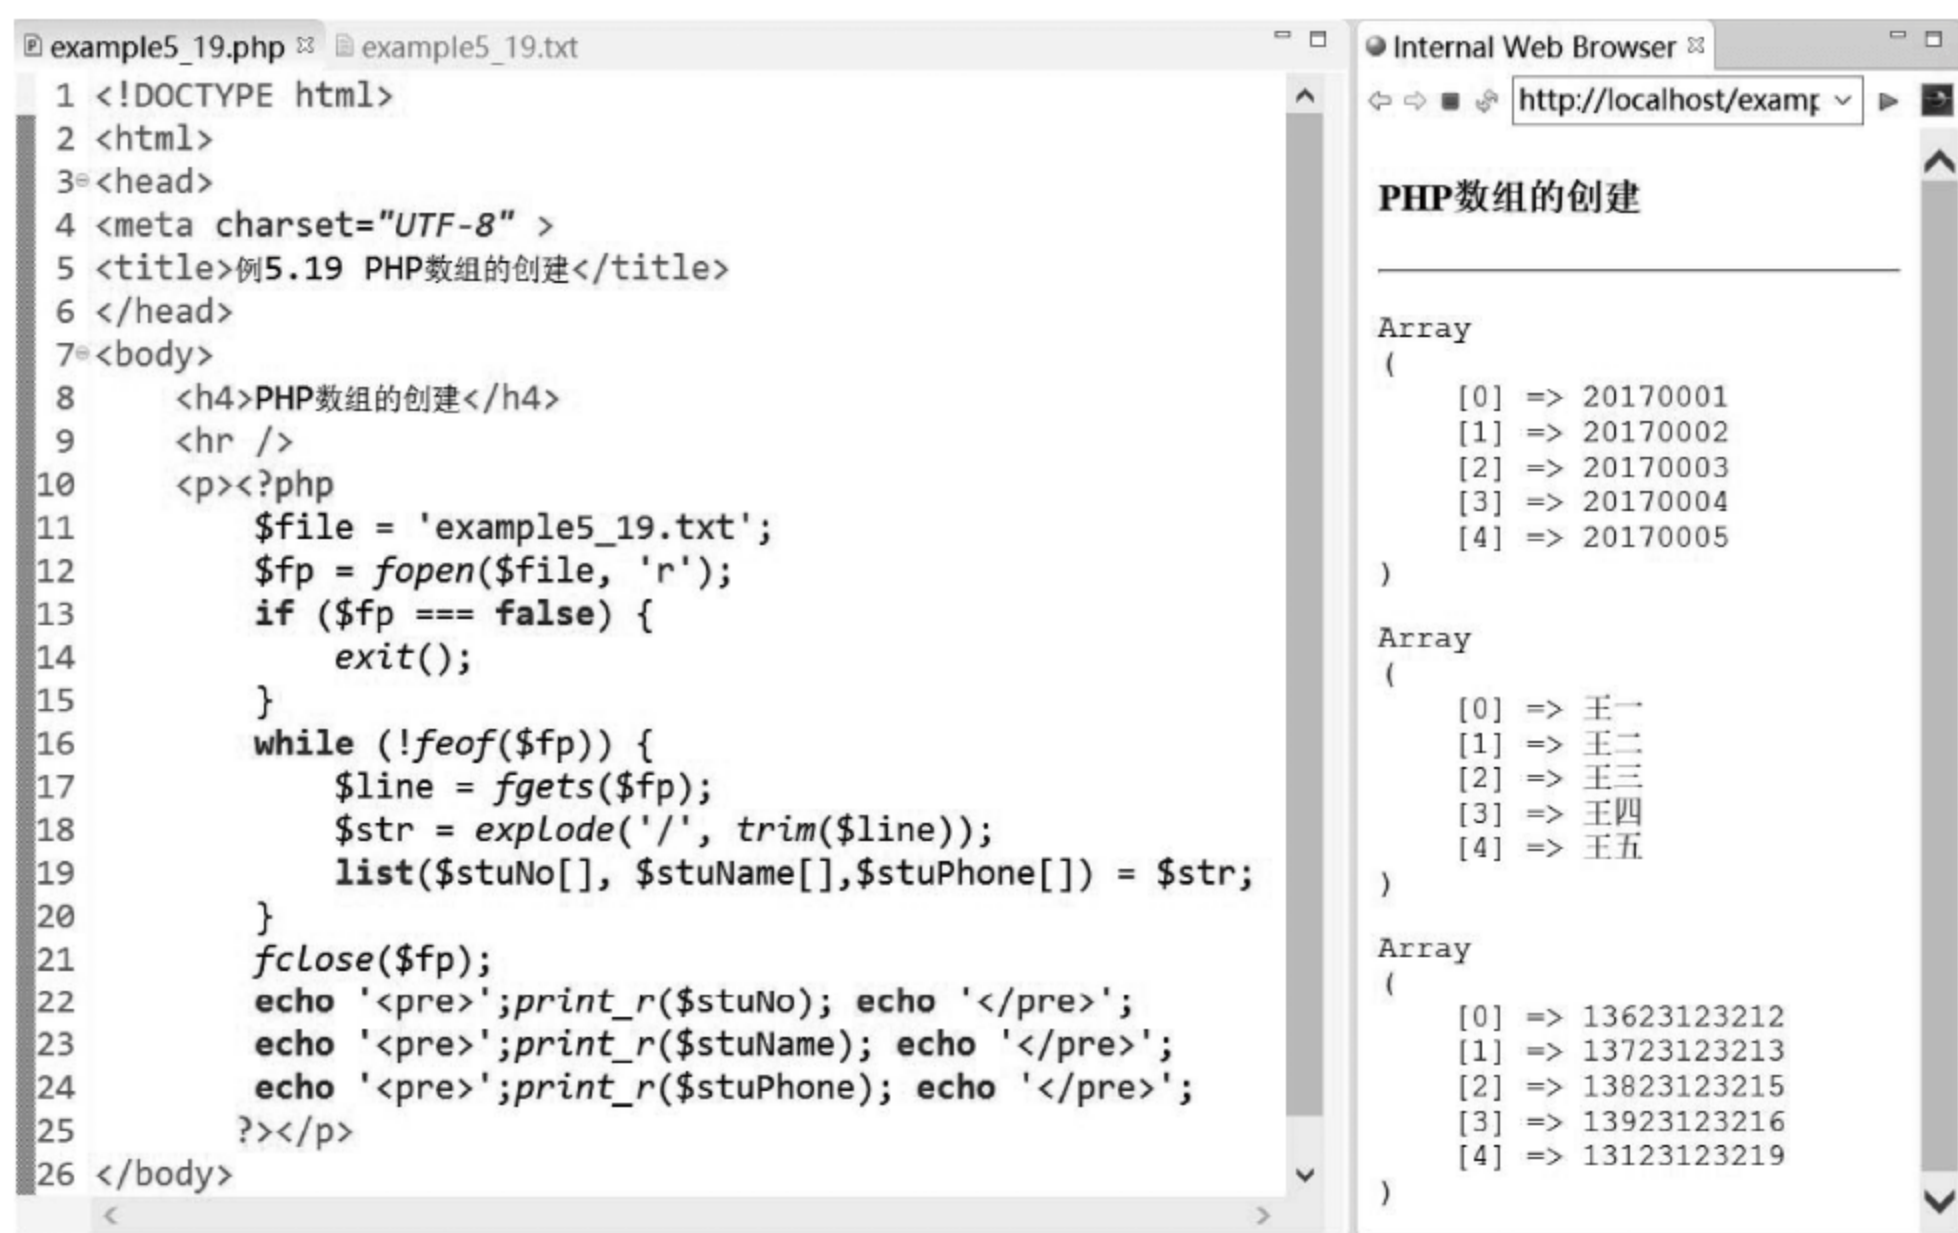 example5_19.php
example5_19.txt
1 <!DOCTYPE html>
2 <html>
3 <head>
4 <meta charset="UTF-8" >
5 <title>例5.19 PHP数组的创建</title>
6 </head>
7 <body>
8     <h4>PHP数组的创建</h4>
9     <hr />
10     <p><?php
11         $file = 'example5_19.txt';
12         $fp = fopen($file, 'r');
13         if ($fp === false) {
14             exit();
15         }
16         while (!feof($fp)) {
17             $line = fgets($fp);
18             $str = explode('/', trim($line));
19             list($stuNo[], $stuName[],$stuPhone[]) = $str;
20         }
21         fclose($fp);
22         echo '<pre>';print_r($stuNo); echo '</pre>';
23         echo '<pre>';print_r($stuName); echo '</pre>';
24         echo '<pre>';print_r($stuPhone); echo '</pre>';
25        ?></p>
26 </body>
Internal Web Browser
http://localhost/examp
PHP数组的创建
Array
(
    [0] => 20170001
    [1] => 20170002
    [2] => 20170003
    [3] => 20170004
    [4] => 20170005
)
Array
(
    [0] => 王一
    [1] => 王二
    [2] => 王三
    [3] => 王四
    [4] => 王五
)
Array
(
    [0] => 13623123212
    [1] => 13723123213
    [2] => 13823123215
    [3] => 13923123216
    [4] => 13123123219
)